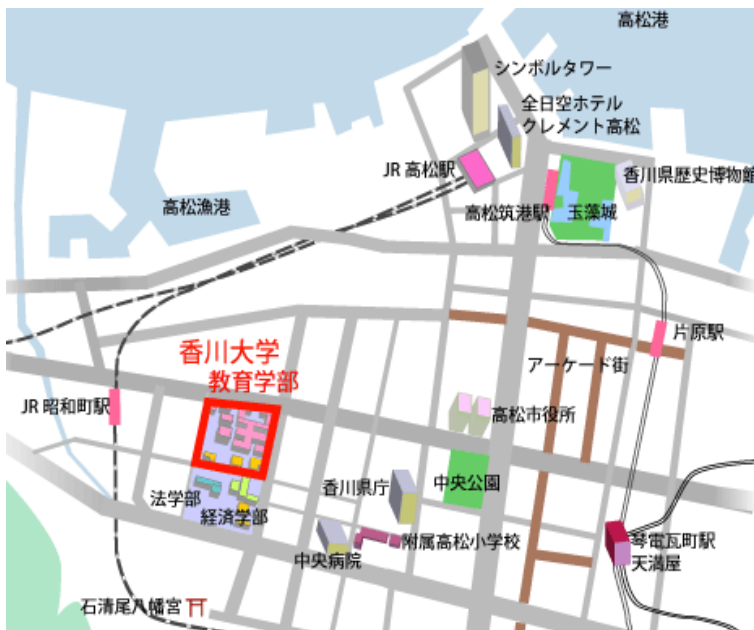 高松港
シンボルタワー
全日空ホテル
クレメント高松
JR 高松駅
香川県歴史博物館
高松漁港
高松筑港駅
玉藻城
片原駅
香川大学
教育学部
アーケード街
JR 昭和町駅
高松市役所
香川県庁
中央公園
法学部
経済学部
中央病院
附属高松小学校
琴電瓦町駅
天満屋
石清尾八幡宮